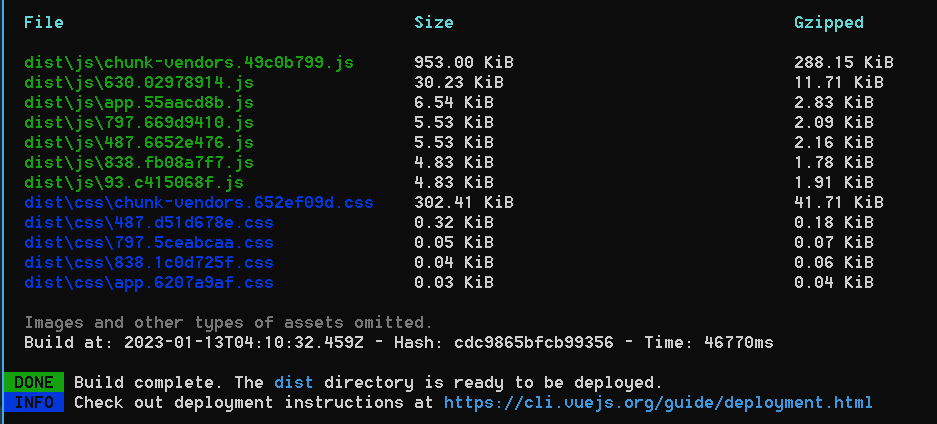 File Size Gzipped
dist\js\chunk-vendors.49c0b799.js 953.00 KiB 288.15 KiB
dist\js\630.02978914.js 30.23 KiB 11.71 KiB
dist\js\app.55aacd8b.js 6.54 KiB 2.83 KiB
dist\js\797.669d9410.js 5.53 KiB 2.09 KiB
dist\js\487.6652e476.js 5.53 KiB 2.16 KiB
dist\js\838.fb08a7f7.js 4.83 KiB 1.78 KiB
dist\js\93.c415068f.js 4.83 KiB 1.91 KiB
dist\css\chunk-vendors.652ef09d.css 302.41 KiB 41.71 KiB
dist\css\487.d51d678e.css 0.32 KiB 0.18 KiB
dist\css\797.5ceabcaa.css 0.05 KiB 0.07 KiB
dist\css\838.1c0d725f.css 0.04 KiB 0.06 KiB
dist\css\app.6207a9af.css 0.03 KiB 0.04 KiB
Images and other types of assets omitted.
Build at: 2023-01-13T04:10:32.459Z - Hash: cdc9865bfcb99356 - Time: 46770ms
DONE Build complete. The dist directory is ready to be deployed.
INFO Check out deployment instructions at https://cli.vuejs.org/guide/deployment.html